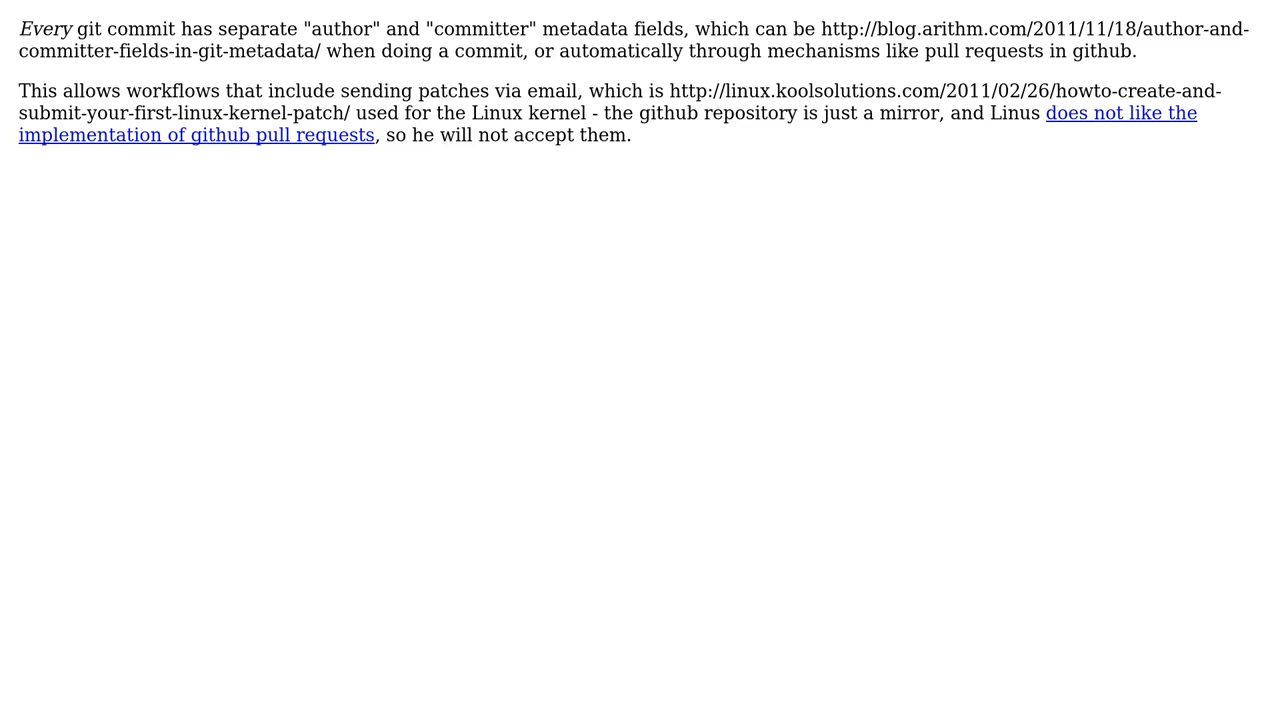 Every git commit has separate "author" and "committer" metadata fields, which can be http://blog.arithm.com/2011/11/18/author-and-
committer-fields-in-git-metadata/ when doing a commit, or automatically through mechanisms like pull requests in github.
This allows workflows that include sending patches via email, which is http://linux.koolsolutions.com/2011/02/26/howto-create-and-
submit-your-first-linux-kernel-patch/ used for the Linux kernel - the github repository is just a mirror, and Linus does not like the
implementation of github pull requests, so he will not accept them.